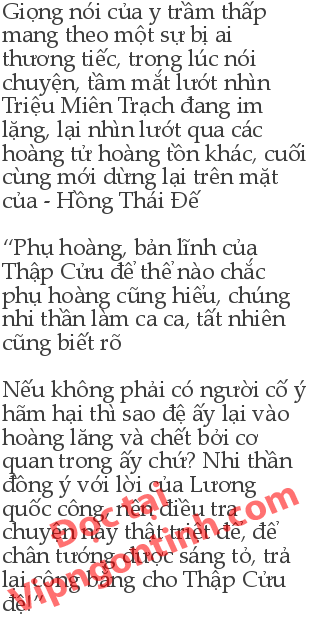 Giọng nói của y trầm thấp
mang theo một sự bi ai
thương tiếc, trong lúc nói
chuyện, tầm mắt lướt nhìn
Triệu Miên Trạch đang im
lặng, lại nhìn lướt qua các
hoàng tử hoàng tồn khác, cuối
cùng mới dừng lại trên mặt
của - Hồng Thái Đế
“Phụ hoàng, bản lĩnh của
Thập Cửu đệ thế nào chắc
phụ hoàng cũng hiểu, chúng
nhi thần làm ca ca, tất nhiên
cũng biết rõ
Nếu không phải có người cố ý
hãm hại thì sao đệ ấy lại vào
hoàng lăng và chết bởi cơ
quan trong ấy chứ? Nhi thần
đồng ý với lời của Lương
quốc công, nên điều tra
chuyện này thật triệt để, để
chân tướng được sáng tỏ, trả
lại công bằng cho Thập Cửu
đệ!”
Đọc tại
Vipngontinh.com